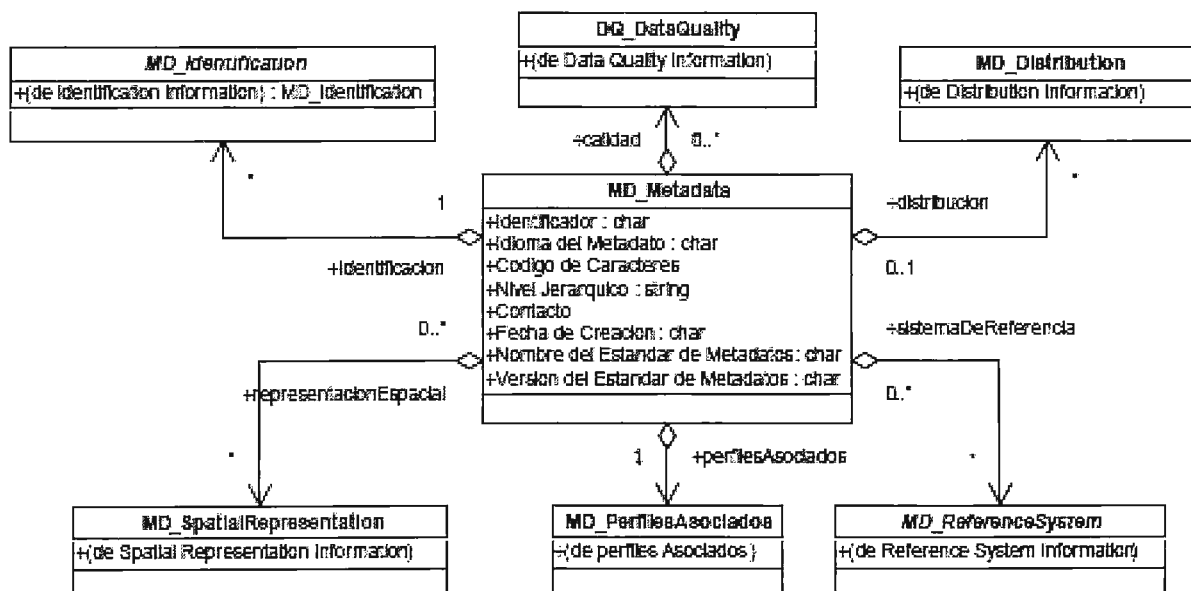 DQ_DataQuality
+(de Data Quality Information)
MD_Identification
+(de Identification Information) : MD_Identification
MD_Distribution
+(de Distribution Information)
+calidad
0..*
*
*
MD_Metadata
+Identificador : char
+Idioma del Metadato : char
+Codigo de Caracteres
+Nivel Jerarquico : string
+Contacto
+Fecha de Creacion : char
+Nombre del Estandar de Metadatos : char
+Version del Estandar de Metadatos : char
1
+distribucion
+Identificacion
0..1
0..*
+sistemaDeReferencia
+representacionEspacial
0..*
1
+perfilesAsociados
*
*
MD_SpatialRepresentation
+(de Spatial Representation Information)
MD_PerfilesAsociados
+(de perfiles Asociados)
MD_ReferenceSystem
+(de Reference System Information)